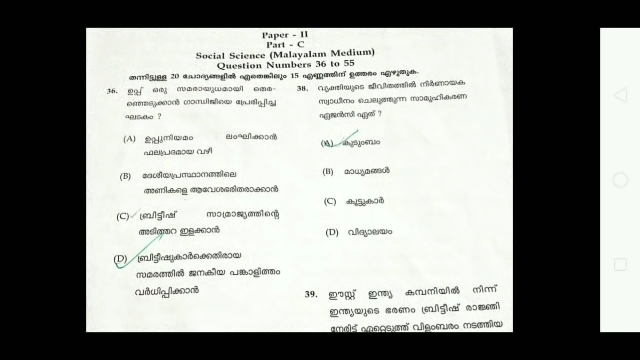 Paper - II
Part - C
Social Science (Malayalam Medium)
Question Numbers 36 to 55
തന്നിട്ടുള്ള 20 ചോദ്യങ്ങളിൽ ഏതെങ്കിലും 15 എണ്ണത്തിന് ഉത്തരം എഴുതുക.
36. ഉപ്പ് ഒരു സമരായുധമായി തെര-
ഞ്ഞെടുക്കാൻ ഗാന്ധിജിയെ പ്രേരിപ്പിച്ച
ഘടകം ?
(A) ഉപ്പുനിയമം ലംഘിക്കാൻ
ഫലപ്രദമായ വഴി
(B) ദേശീയപ്രസ്ഥാനത്തിലെ
അണികളെ ആവേശഭരിതരാക്കാൻ
(C) ബ്രിട്ടീഷ് സാമ്രാജ്യത്തിന്റെ
അടിത്തറ ഇളക്കാൻ
(D) ബ്രിട്ടീഷുകാർക്കെതിരായ
സമരത്തിൽ ജനകീയ പങ്കാളിത്തം
വർധിപ്പിക്കാൻ
38. വ്യക്തിയുടെ ജീവിതത്തിൽ നിർണായക
സ്വാധീനം ചെലുത്തുന്ന സാമൂഹികരണ
ഏജൻസി ഏത് ?
(A) കുടുംബം
(B) മാധ്യമങ്ങൾ
(C) കൂട്ടുകാർ
(D) വിദ്യാലയം
39. ഈസ്റ്റ് ഇന്ത്യ കമ്പനിയിൽ നിന്ന്
ഇന്ത്യയുടെ ഭരണം ബ്രിട്ടീഷ് രാജ്ഞി
നേരിട്ട് ഏറ്റെടുത്ത് വിളംബരം നടത്തിയ